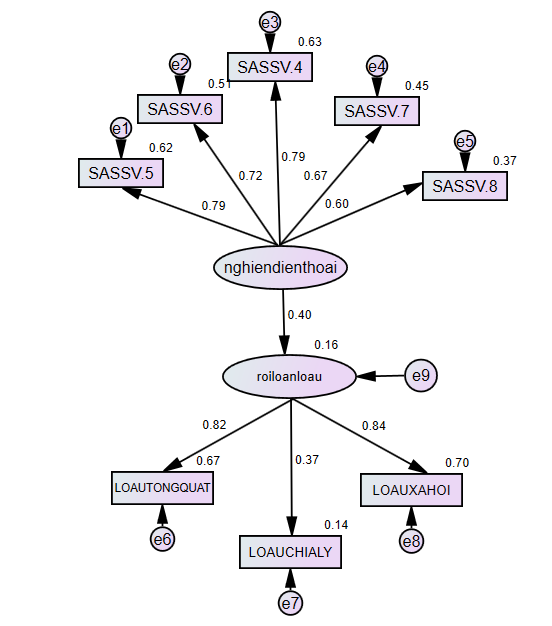 e3
0.63
SASSV.4
e2
0.51
SASSV.6
e4
0.45
SASSV.7
e1
0.62
SASSV.5
e5
0.37
SASSV.8
0.79
0.72
0.79
0.67
0.60
nghiendienthoai
0.40
0.16
roiloanloau
e9
0.82
0.37
0.84
0.67
LOAUTONGQUAT
0.14
LOAUCHIALY
0.70
LOAUXAHOI
e6
e7
e8